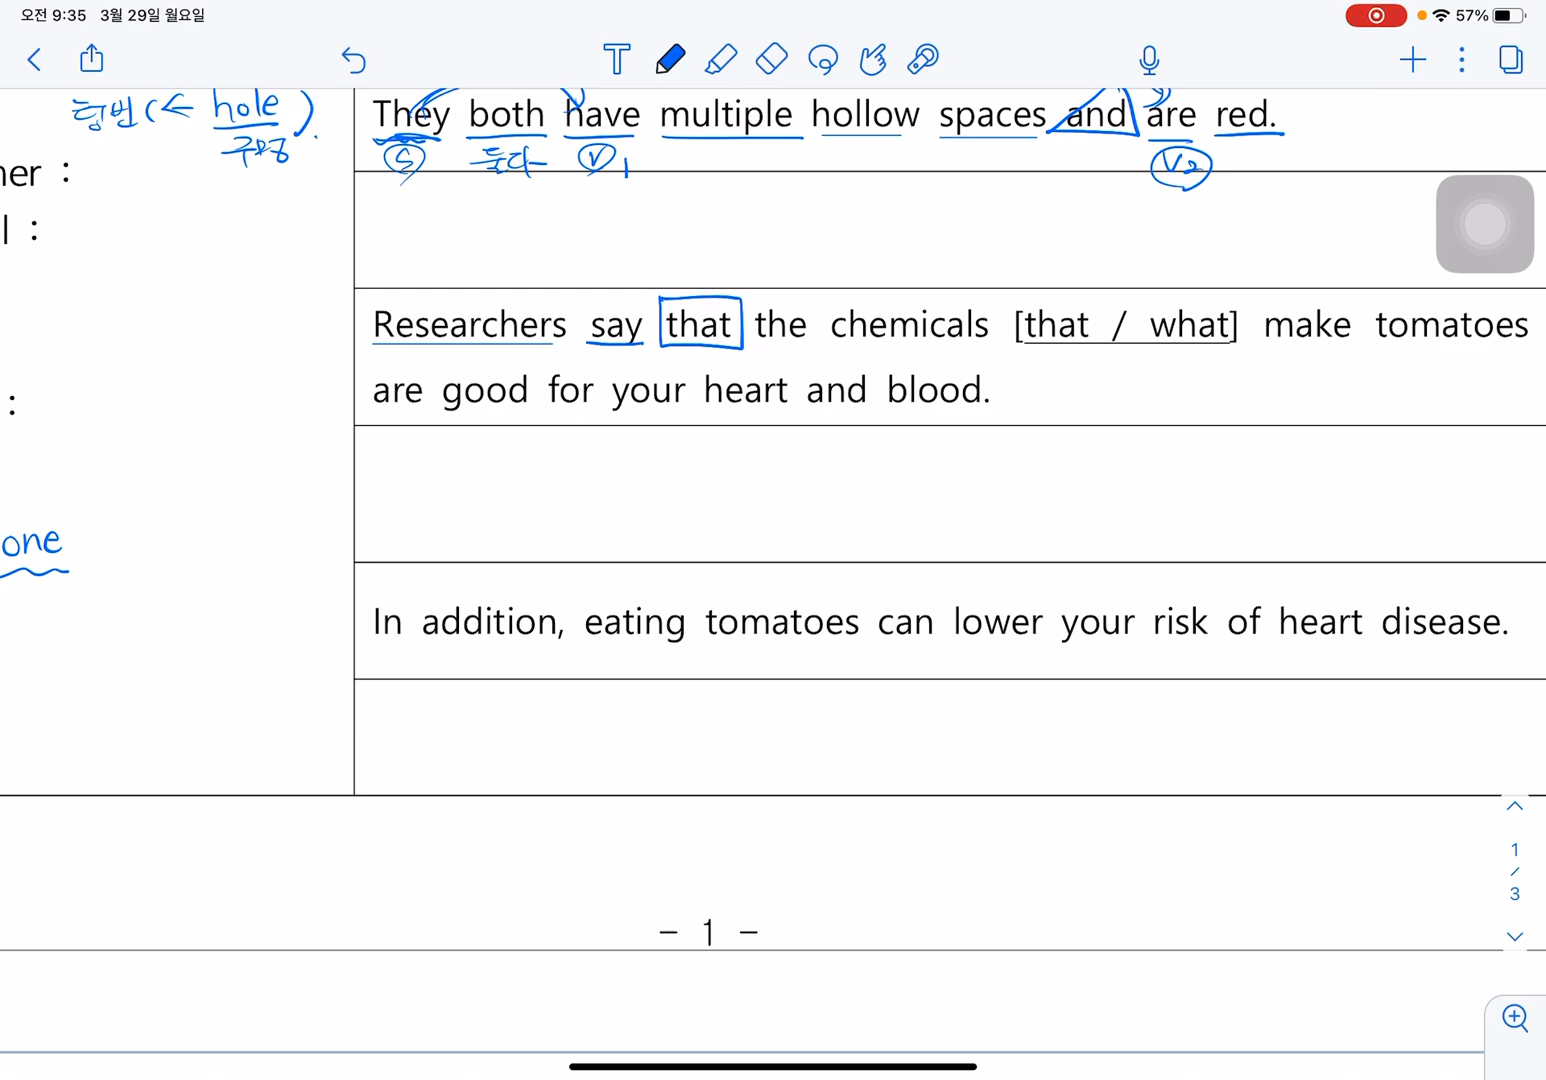 오전 9:35 3월 29일 월요일
57%
텅빈 (← hole)
구멍
They both have multiple hollow spaces and are red.
S 둘다 V1 V2
ner :
l :
Researchers say that the chemicals [that / what] make tomatoes
are good for your heart and blood.
:
one
In addition, eating tomatoes can lower your risk of heart disease.
1
/
3
- 1 -